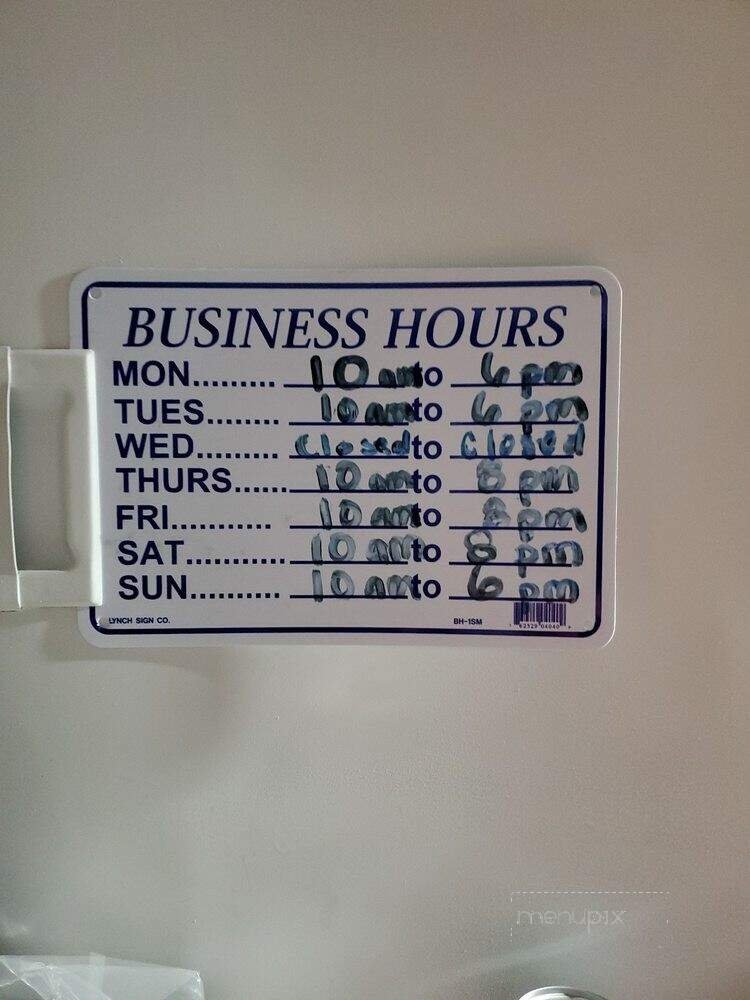 BUSINESS HOURS
MON......... 10 am to 6 pm
TUES........ 10 am to 6 pm
WED.......... closed to closed
THURS...... 10 am to 8 pm
FRI............ 10 am to 8 pm
SAT............ 10 am to 8 pm
SUN........... 10 am to 6 pm
LYNCH SIGN CO. BH-1SM
menupix